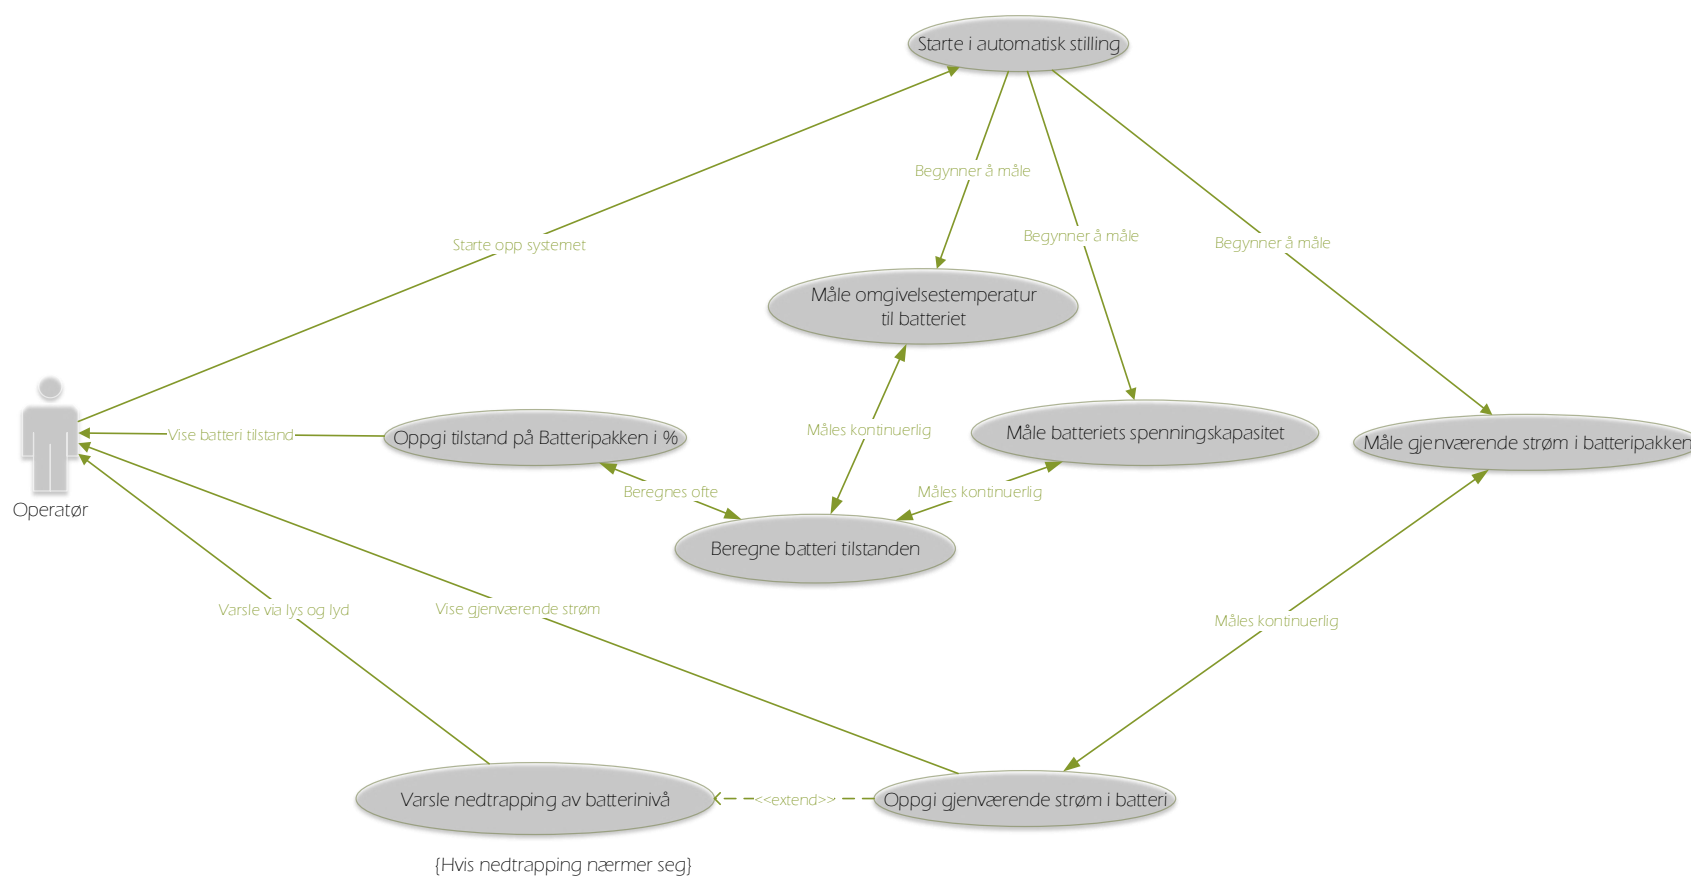 Starte i automatisk stilling
Begynner å måle
Begynner å måle
Begynner å måle
Starte opp systemet
Måle omgivelsestemperatur
til batteriet
Vise batteri tilstand
Oppgi tilstand på Batteripakken i %
Måles kontinuerlig
Måle batteriets spenningskapasitet
Måle gjenværende strøm i batteripakken
Beregnes ofte
Måles kontinuerlig
Operatør
Beregne batteri tilstanden
Varsle via lys og lyd
Vise gjenværende strøm
Måles kontinuerlig
Varsle nedtrapping av batterinivå
<<extend>>
Oppgi gjenværende strøm i batteri
{Hvis nedtrapping nærmer seg}